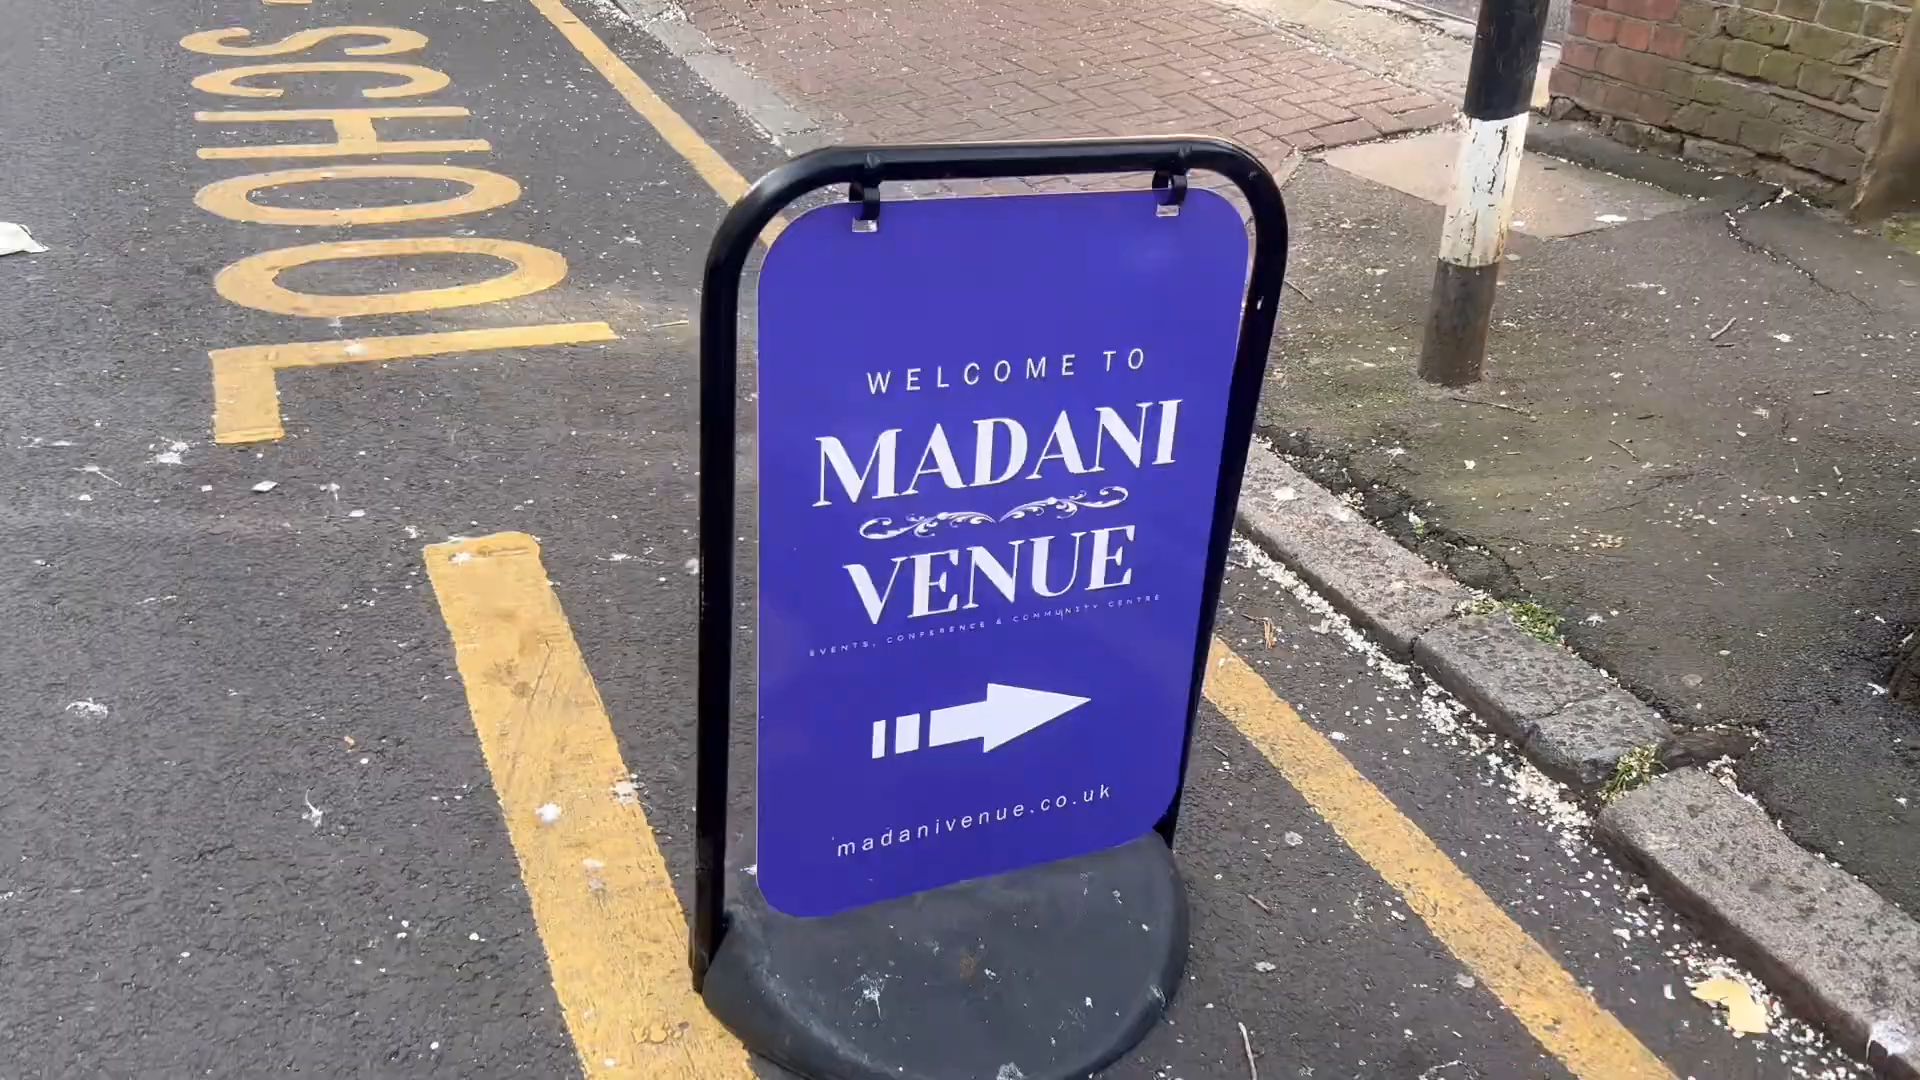 SCHOOL
WELCOME TO
MADANI
VENUE
EVENTS, CONFERENCE & COMMUNITY CENTRE
madanivenue.co.uk